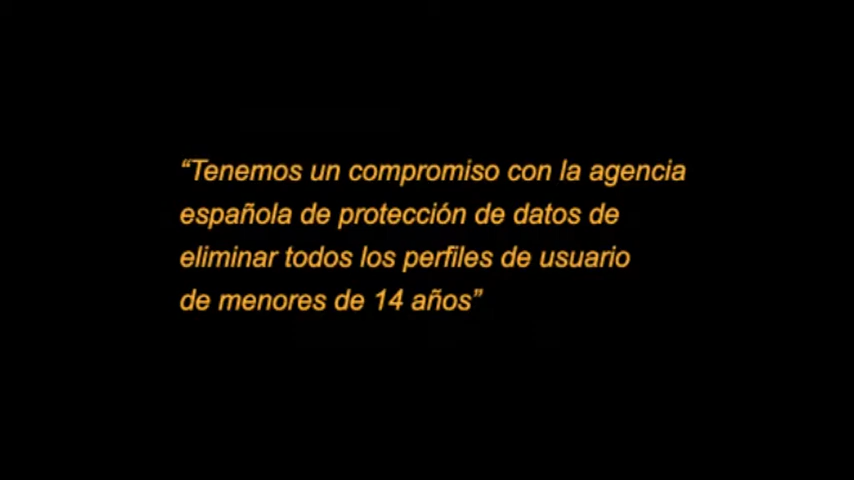 “Tenemos un compromiso con la agencia
española de protección de datos de
eliminar todos los perfiles de usuario
de menores de 14 años”